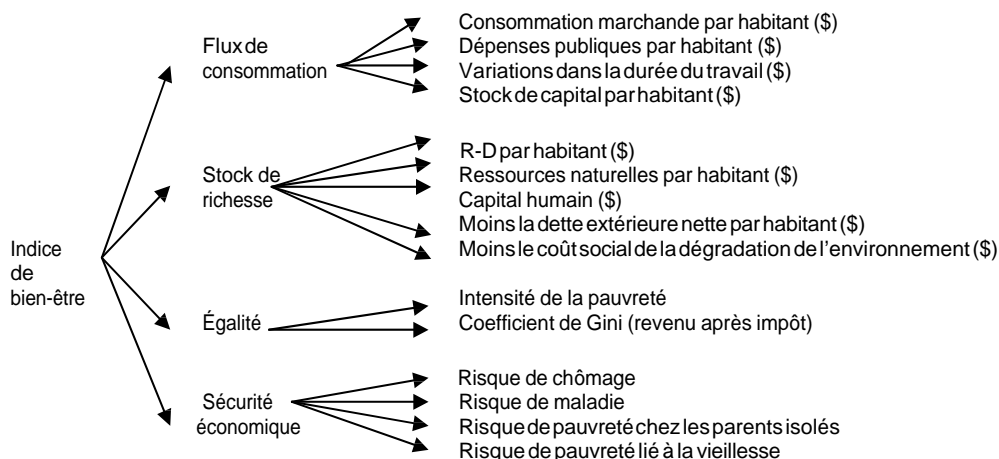 Indice
de
bien-être
Flux de
consommation
Consommation marchande par habitant ($)
Dépenses publiques par habitant ($)
Variations dans la durée du travail ($)
Stock de capital par habitant ($)
Stock de
richesse
R-D par habitant ($)
Ressources naturelles par habitant ($)
Capital humain ($)
Moins la dette extérieure nette par habitant ($)
Moins le coût social de la dégradation de l'environnement ($)
Égalité
Intensité de la pauvreté
Coefficient de Gini (revenu après impôt)
Sécurité
économique
Risque de chômage
Risque de maladie
Risque de pauvreté chez les parents isolés
Risque de pauvreté lié à la vieillesse